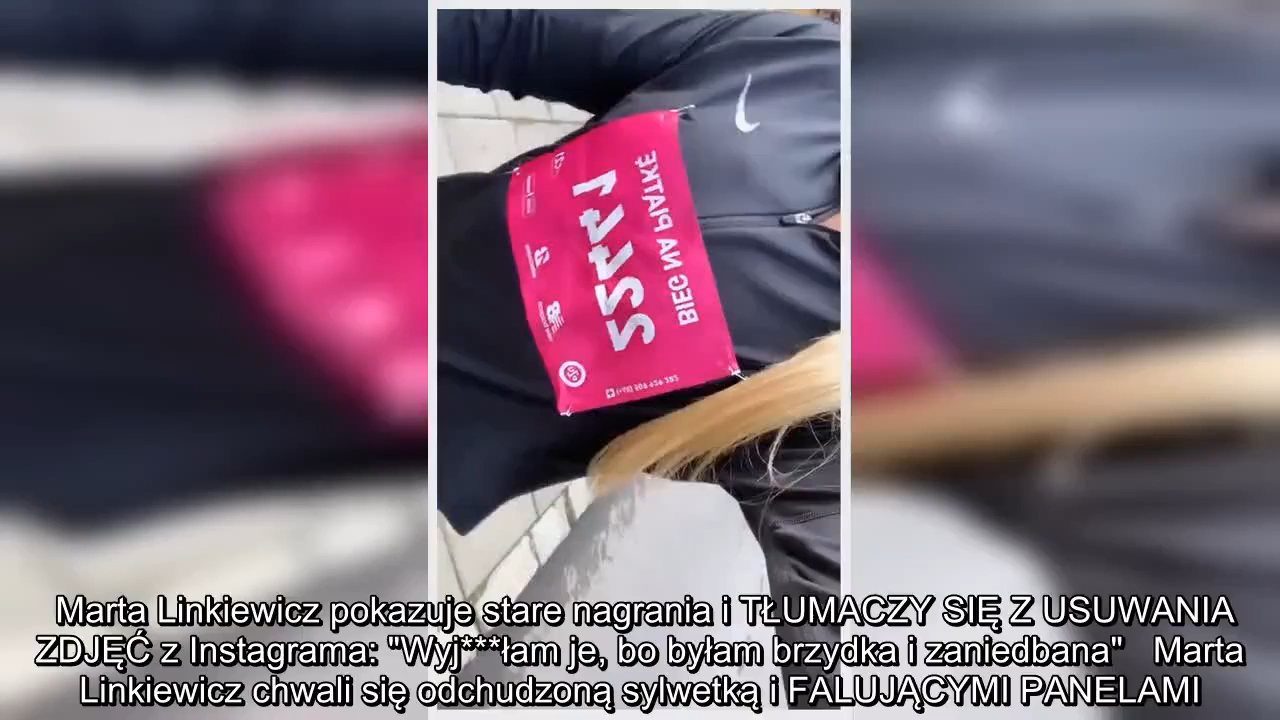 BIEG NA PIĄTKĘ
Marta Linkiewicz pokazuje stare nagrania i TŁUMACZY SIĘ Z USUWANIA
ZDJĘĆ z Instagrama: "Wyj***łam je, bo byłam brzydka i zaniedbana" Marta
Linkiewicz chwali się odchudzoną sylwetką i FALUJĄCYMI PANELAMI